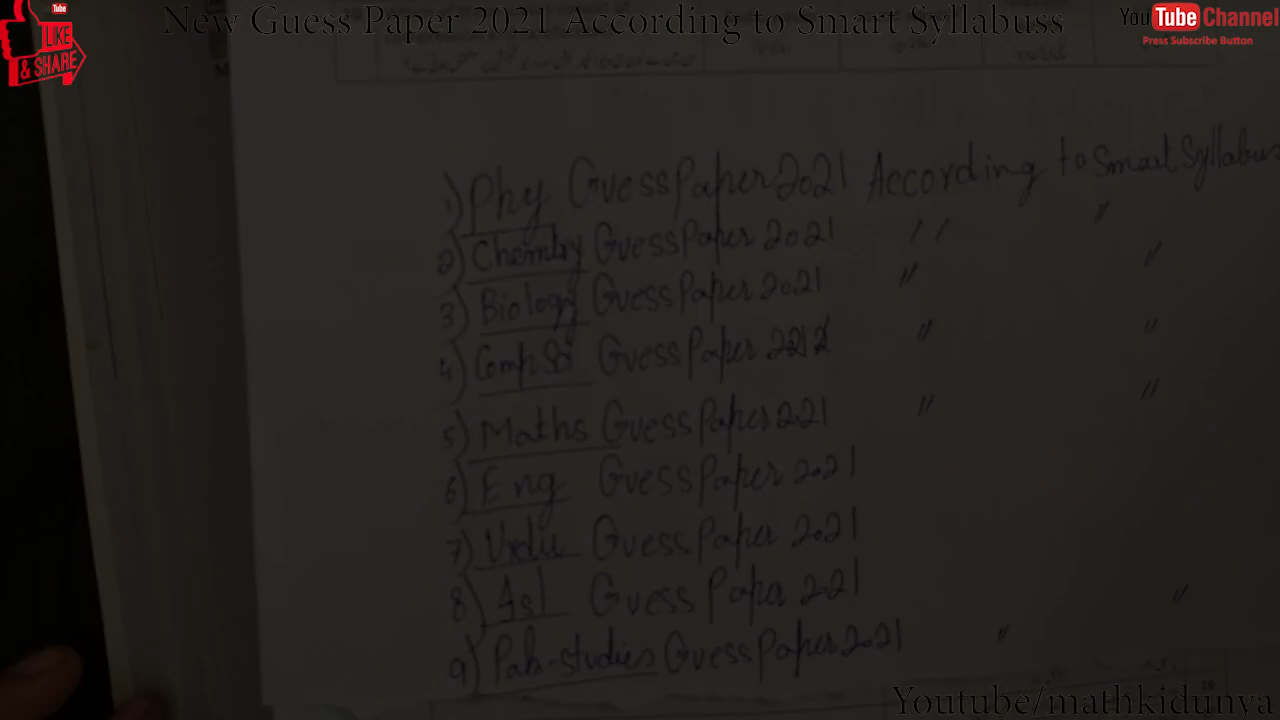 New Guess Paper 2021 According to Smart Syllabuss
YouTube Channel
Press Subscribe Button
Tube
LIKE
& SHARE
1) Phy Guess Paper 2021 According to Smart Syllabus
2) Chemtry Guess Paper 2021 " "
3) Biology Guess Paper 2021 " "
4) Comp Sci Guess Paper " "
5) Maths Guess Paper 2021 " "
6) Eng Guess Paper 2021
7) Urdu Guess Paper 2021
8) Isl Guess Paper 2021
9) Pak-studies Guess Paper 2021 " "
Youtube/mathkidunya